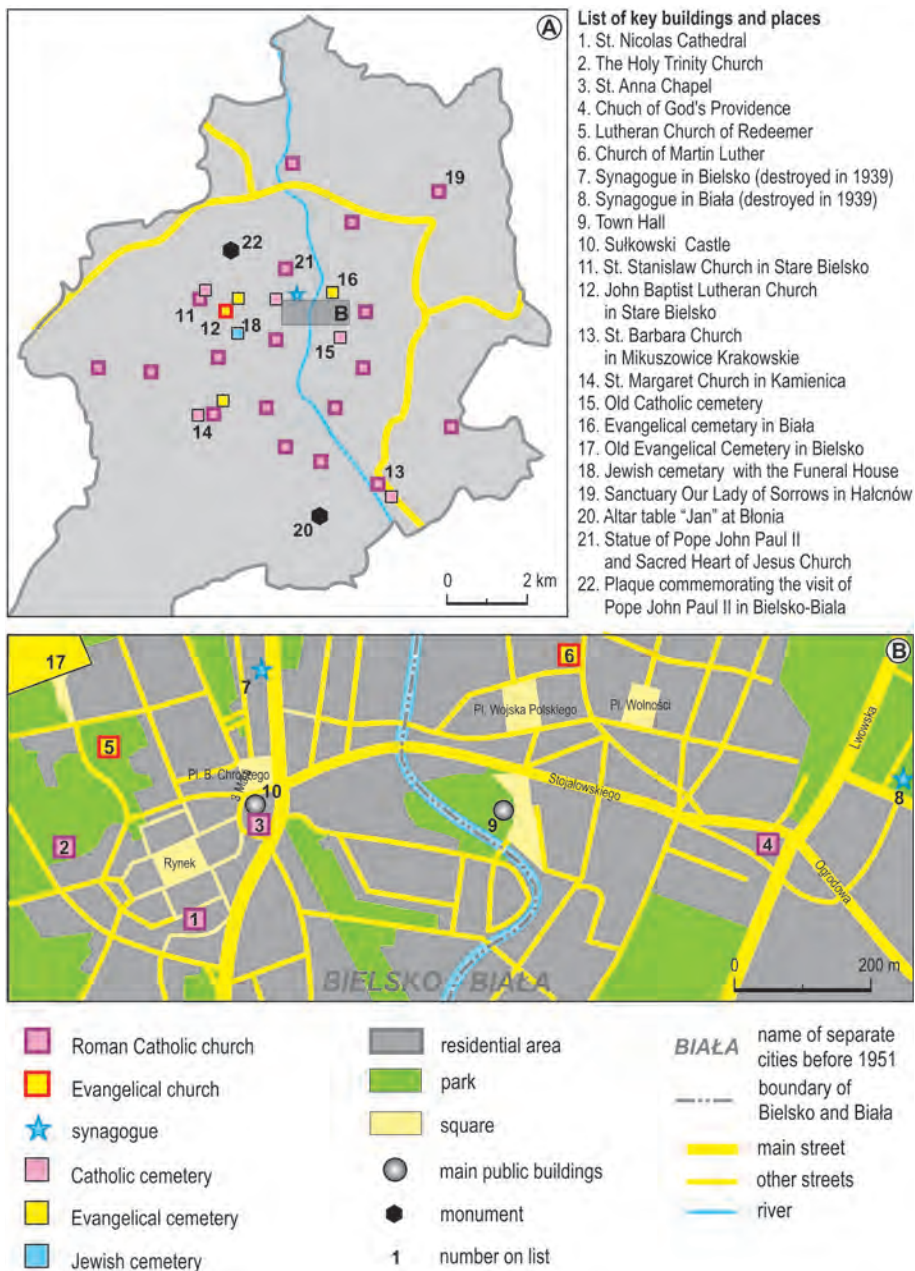 A
List of key buildings and places
1. St. Nicolas Cathedral
2. The Holy Trinity Church
3. St. Anna Chapel
4. Chuch of God's Providence
5. Lutheran Church of Redeemer
6. Church of Martin Luther
7. Synagogue in Bielsko (destroyed in 1939)
8. Synagogue in Biała (destroyed in 1939)
9. Town Hall
10. Sułkowski Castle
11. St. Stanislaw Church in Stare Bielsko
12. John Baptist Lutheran Church
in Stare Bielsko
13. St. Barbara Church
in Mikuszowice Krakowskie
14. St. Margaret Church in Kamienica
15. Old Catholic cemetery
16. Evangelical cemetary in Biała
17. Old Evangelical Cemetery in Bielsko
18. Jewish cemetary with the Funeral House
19. Sanctuary Our Lady of Sorrows in Hałcnów
20. Altar table “Jan” at Błonia
21. Statue of Pope John Paul II
and Sacred Heart of Jesus Church
22. Plaque commemorating the visit of
Pope John Paul II in Bielsko-Biala
19
22
21
16
11
12
18
B
15
14
13
20
0 2 km
B
17
7
6
Pl. Wojska Polskiego
Pl. Wolności
Lwowska
5
Pl. B. Chrobrego
3 Maja
10
Stojałowskiego
8
9
3
4
2
Rynek
Ogrodowa
1
0 200 m
BIELSKO BIAŁA
Roman Catholic church
Evangelical church
synagogue
Catholic cemetery
Evangelical cemetery
Jewish cemetery
residential area
park
square
main public buildings
monument
1 number on list
BIAŁA name of separate
cities before 1951
boundary of
Bielsko and Biała
main street
other streets
river